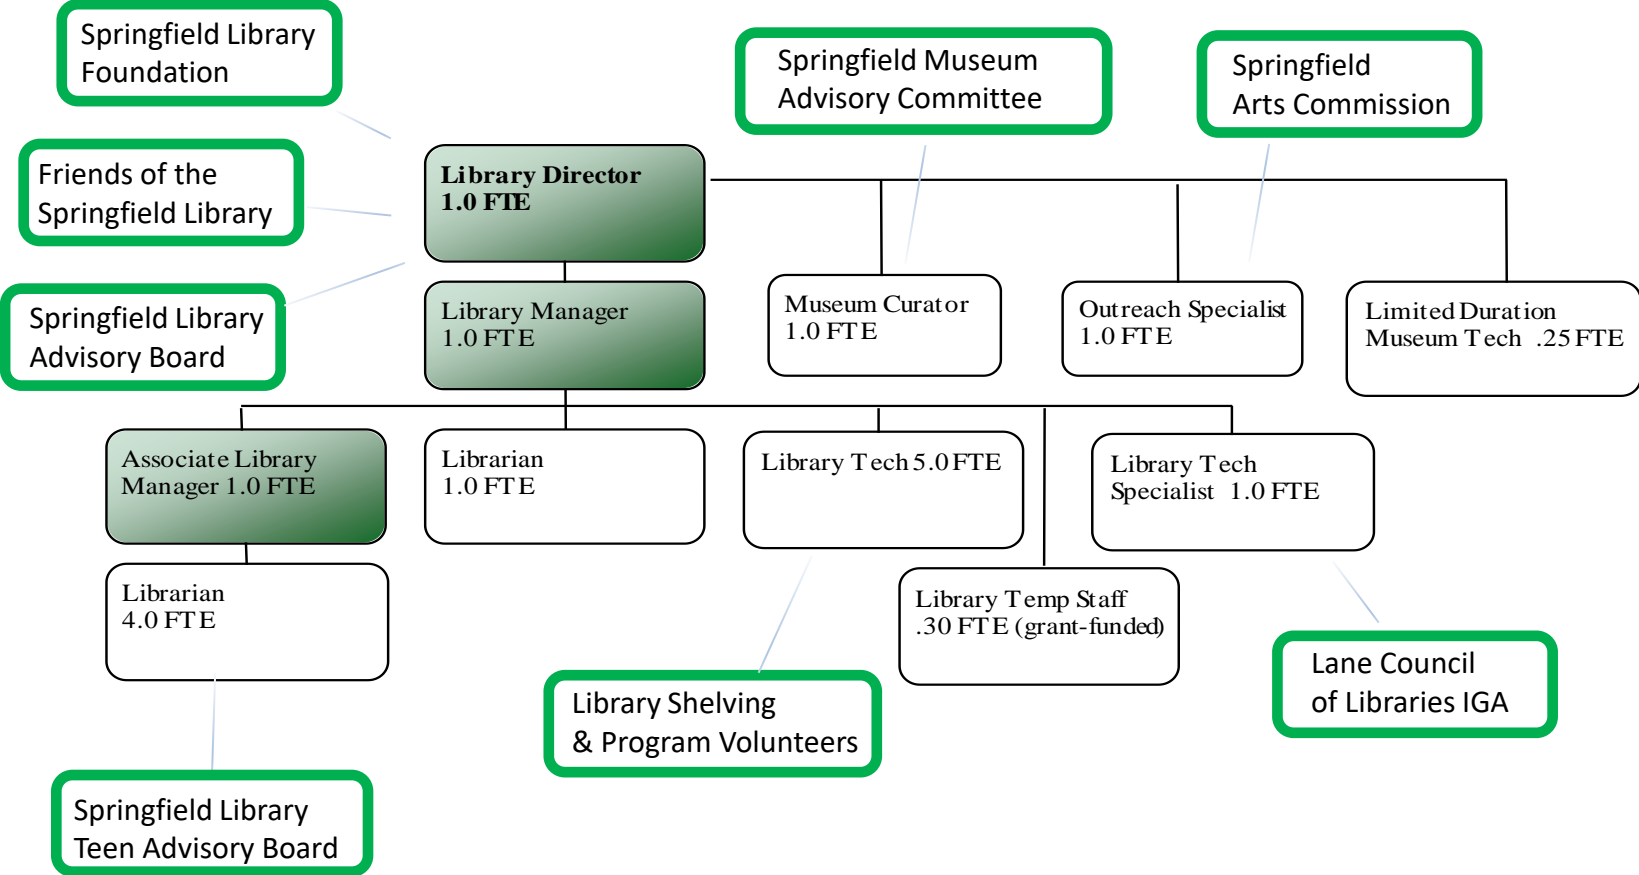 Springfield Library
Foundation
Springfield Museum
Advisory Committee
Springfield
Arts Commission
Friends of the
Springfield Library
Library Director
1.0 FTE
Springfield Library
Advisory Board
Library Manager
1.0 FTE
Museum Curator
1.0 FTE
Outreach Specialist
1.0 FTE
Limited Duration
Museum Tech .25 FTE
Associate Library
Manager 1.0 FTE
Librarian
1.0 FTE
Library Tech 5.0 FTE
Library Tech
Specialist 1.0 FTE
Librarian
4.0 FTE
Library Temp Staff
.30 FTE (grant-funded)
Library Shelving
& Program Volunteers
Lane Council
of Libraries IGA
Springfield Library
Teen Advisory Board